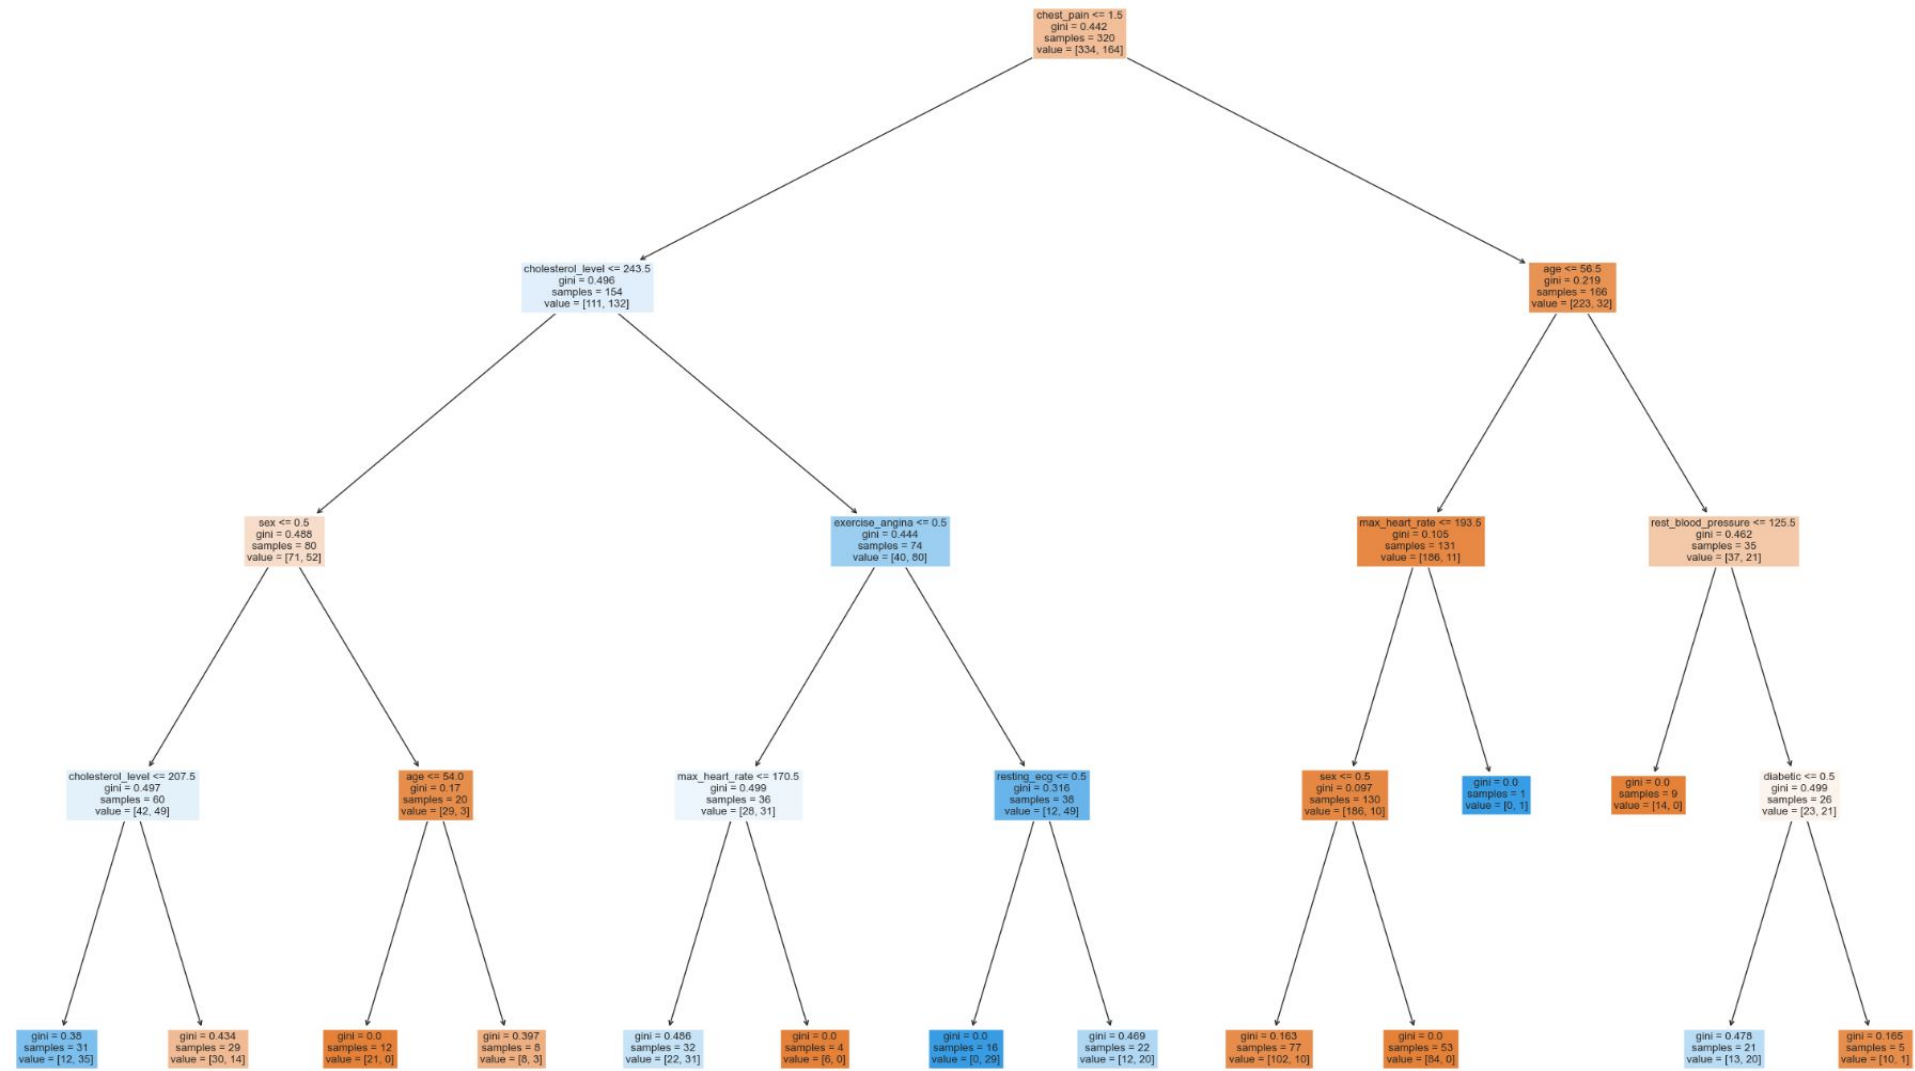 chest_pain <= 1.5
gini = 0.442
samples = 320
value = [334, 164]
cholesterol_level <= 243.5
gini = 0.496
samples = 154
value = [111, 132]
age <= 56.5
gini = 0.219
samples = 166
value = [223, 32]
sex <= 0.5
gini = 0.488
samples = 80
value = [71, 52]
exercise_angina <= 0.5
gini = 0.444
samples = 74
value = [40, 80]
max_heart_rate <= 193.5
gini = 0.105
samples = 131
value = [186, 11]
rest_blood_pressure <= 125.5
gini = 0.462
samples = 35
value = [37, 21]
cholesterol_level <= 207.5
gini = 0.497
samples = 60
value = [42, 49]
age <= 54.0
gini = 0.17
samples = 20
value = [29, 3]
max_heart_rate <= 170.5
gini = 0.499
samples = 36
value = [28, 31]
resting_ecg <= 0.5
gini = 0.316
samples = 38
value = [12, 49]
sex <= 0.5
gini = 0.097
samples = 130
value = [186, 10]
gini = 0.0
samples = 1
value = [0, 1]
gini = 0.0
samples = 9
value = [14, 0]
diabetic <= 0.5
gini = 0.499
samples = 26
value = [23, 21]
gini = 0.38
samples = 31
value = [12, 35]
gini = 0.434
samples = 29
value = [30, 14]
gini = 0.0
samples = 12
value = [21, 0]
gini = 0.397
samples = 8
value = [8, 3]
gini = 0.486
samples = 32
value = [22, 31]
gini = 0.0
samples = 4
value = [6, 0]
gini = 0.0
samples = 16
value = [0, 29]
gini = 0.469
samples = 22
value = [12, 20]
gini = 0.163
samples = 77
value = [102, 10]
gini = 0.0
samples = 53
value = [84, 0]
gini = 0.478
samples = 21
value = [13, 20]
gini = 0.165
samples = 5
value = [10, 1]